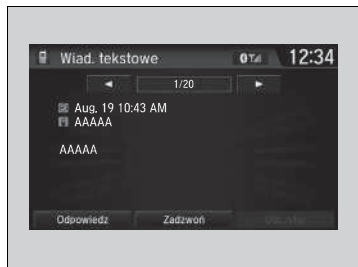 Wiad. tekstowe 12:34
◄ 1/20 ►
Aug. 19 10:43 AM
AAAAA
AAAAA
Odpowiedz Zadzwoń